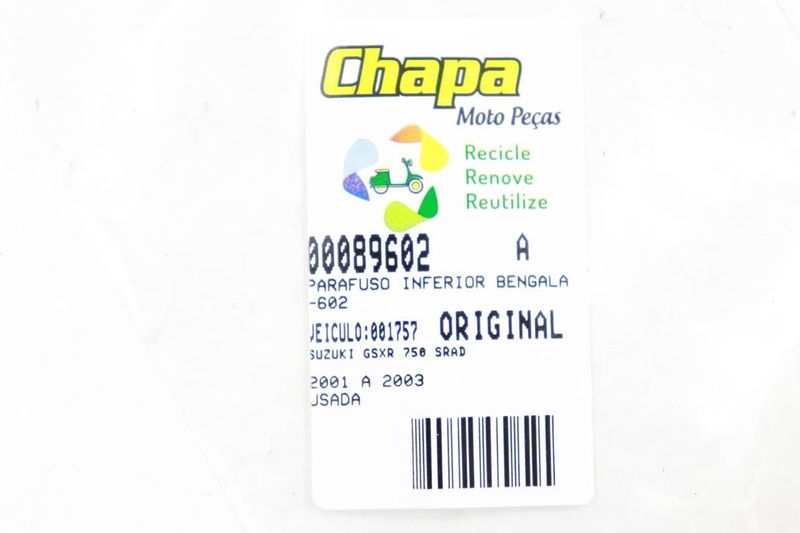 Chapa
Moto Peças
Recicle
Renove
Reutilize
00089602 A
PARAFUSO INFERIOR BENGALA
-602
VEICULO:001757 ORIGINAL
SUZUKI GSXR 750 SRAD
2001 A 2003
USADA